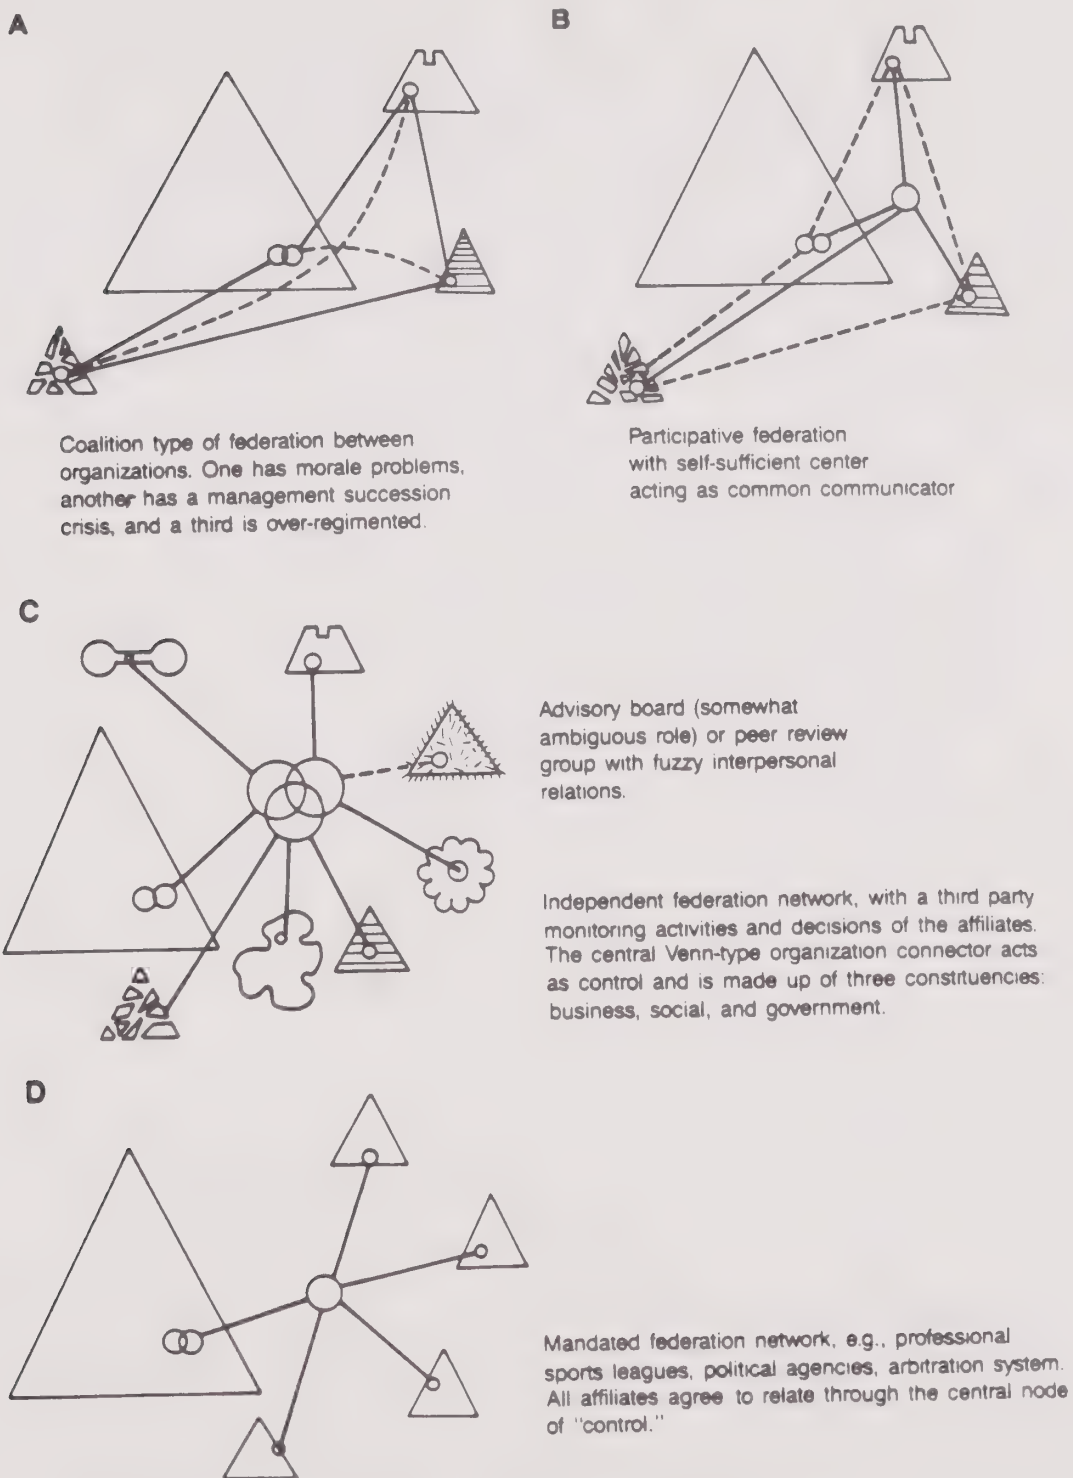 A
B
Coalition type of federation between
organizations. One has morale problems,
another has a management succession
crisis, and a third is over-regimented.
Participative federation
with self-sufficient center
acting as common communicator
C
Advisory board (somewhat
ambiguous role) or peer review
group with fuzzy interpersonal
relations.
Independent federation network, with a third party
monitoring activities and decisions of the affiliates.
The central Venn-type organization connector acts
as control and is made up of three constituencies:
business, social, and government.
D
Mandated federation network, e.g., professional
sports leagues, political agencies, arbitration system.
All affiliates agree to relate through the central node
of "control."